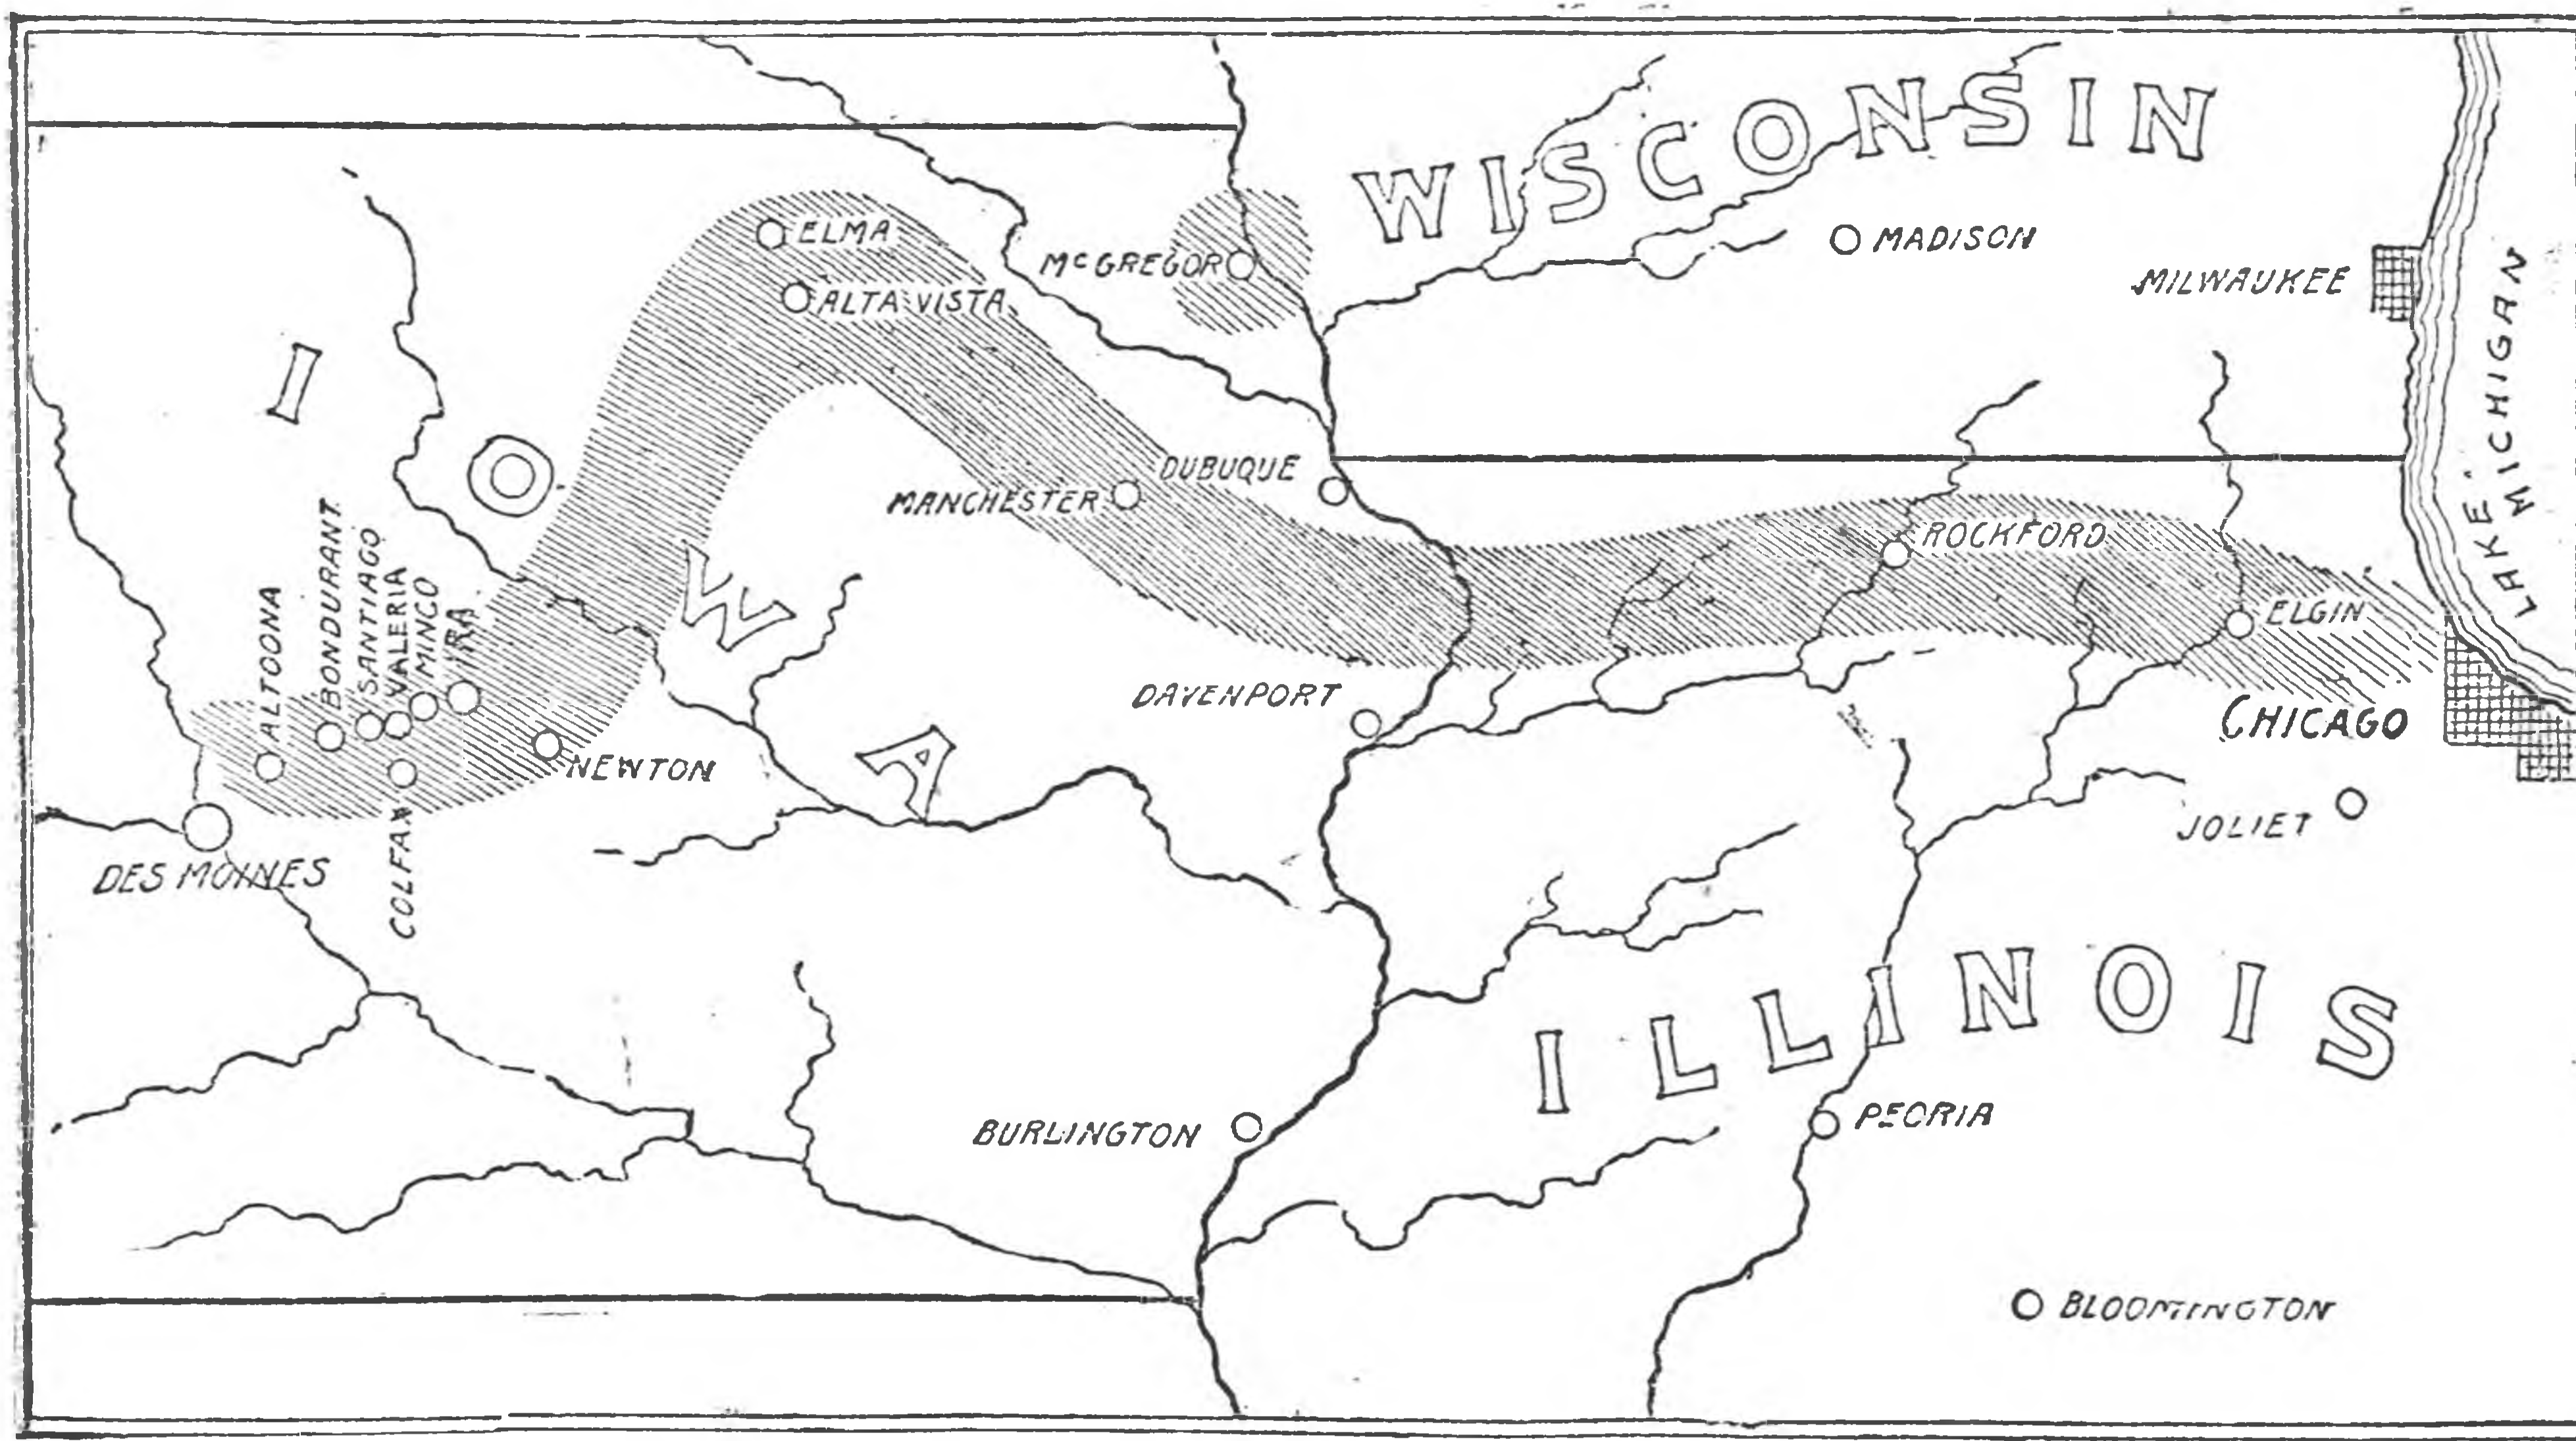 WISCONSIN
ELMA
McGREGOR
MADISON
ALTA VISTA
MILWAUKEE
LAKE MICHIGAN
IOWA
DUBUQUE
MANCHESTER
ROCKFORD
ELGIN
ALTOONA
BONDURANT
SANTIAGO
VALERIA
MINGO
IRA
DAVENPORT
CHICAGO
NEWTON
JOLIET
DES MOINES
COLFAX
ILLINOIS
BURLINGTON
PEORIA
BLOOMINGTON